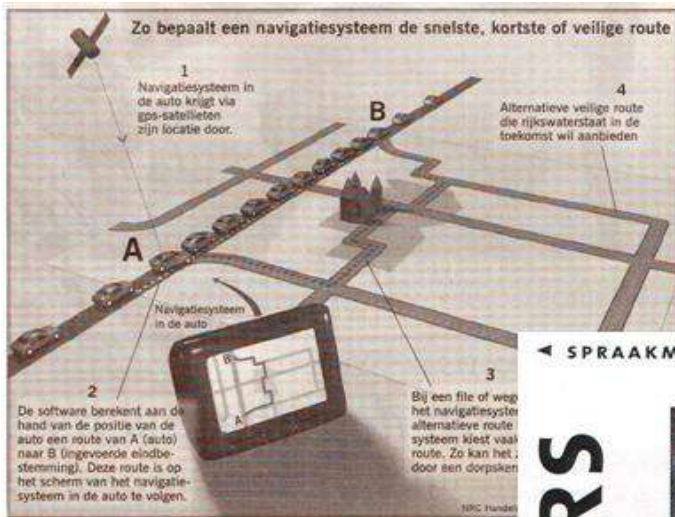 Zo bepaalt een navigatiesysteem de snelste, kortste of veilige route
1
Navigatiesysteem in
de auto krijgt via
gps-satellieten
zijn locatie door.
B
4
Alternatieve veilige route
die rijkswaterstaat in de
toekomst wil aanbieden
A
Navigatiesysteem
in de auto
B
A
2
De software berekent aan de
hand van de positie van de
auto een route van A (auto)
naar B (ingevoerde eindbe-
stemming). Deze route is op
het scherm van het navigatie-
systeem in de auto te volgen.
3
Bij een file of
het
alternatieve route
systeem kiest vaak
route. Zo kan het
door een
NRC
◄ SPRAAKM
RS